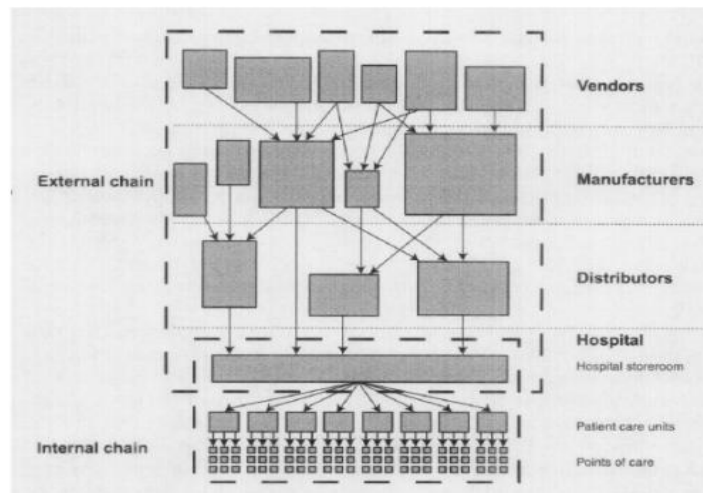 Vendors
External chain
Manufacturers
Distributors
Hospital
Hospital storeroom
Patient care units
Internal chain
Points of care